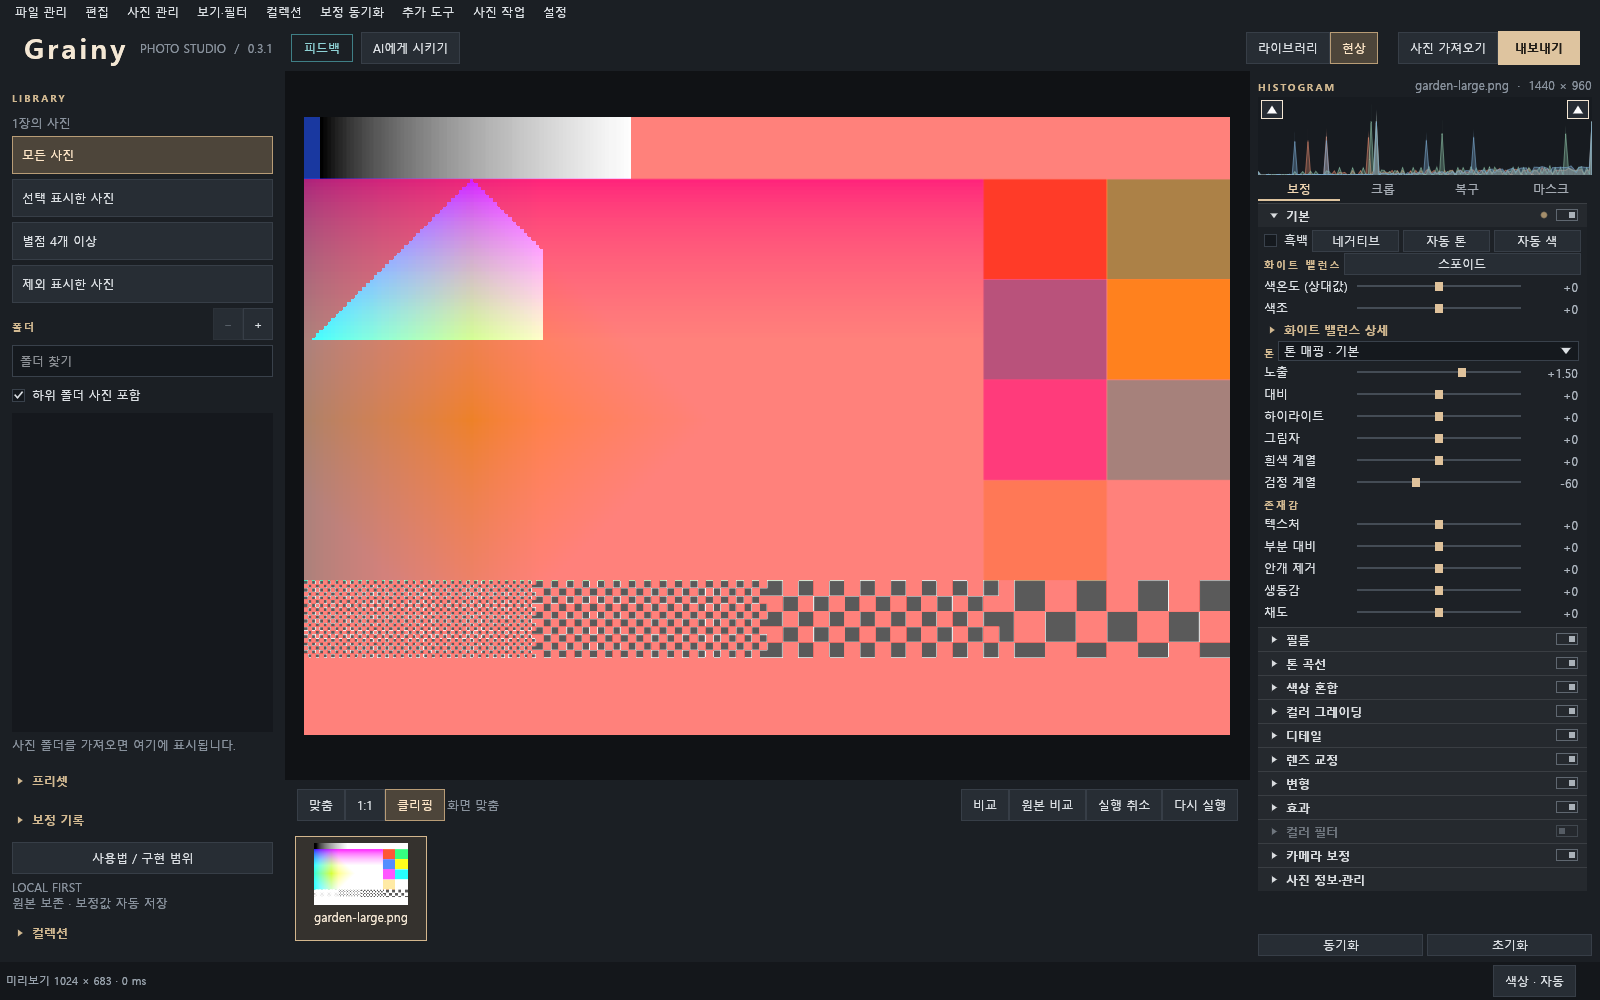 파일 관리 편집 사진 관리 보기·필터 컬렉션 보정 동기화 추가 도구 사진 작업 설정
Grainy PHOTO STUDIO / 0.3.1 피드백 AI에게 시키기 라이브러리 현상 사진 가져오기 내보내기
LIBRARY
1장의 사진
모든 사진
선택 표시한 사진
별점 4개 이상
제외 표시한 사진
폴더 − +
폴더 찾기
하위 폴더 사진 포함
사진 폴더를 가져오면 여기에 표시됩니다.
프리셋
보정 기록
사용법 / 구현 범위
LOCAL FIRST
원본 보존 · 보정값 자동 저장
컬렉션
맞춤 1:1 클리핑 화면 맞춤 비교 원본 비교 실행 취소 다시 실행
garden-large.png
HISTOGRAM garden-large.png · 1440 × 960
보정 크롭 복구 마스크
기본
흑백 네거티브 자동 톤 자동 색
화이트 밸런스 스포이드
색온도 (상대값) +0
색조 +0
화이트 밸런스 상세
톤 톤 매핑 · 기본
노출 +1.50
대비 +0
하이라이트 +0
그림자 +0
흰색 계열 +0
검정 계열 -60
존재감
텍스처 +0
부분 대비 +0
안개 제거 +0
생동감 +0
채도 +0
필름
톤 곡선
색상 혼합
컬러 그레이딩
디테일
렌즈 교정
변형
효과
컬러 필터
카메라 보정
사진 정보·관리
동기화 초기화
미리보기 1024 × 683 · 0 ms 색상 · 자동